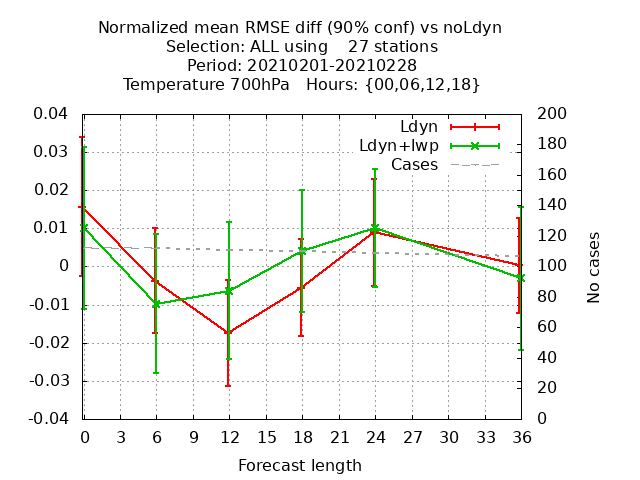 Normalized mean RMSE diff (90% conf) vs noLdyn
Selection: ALL using    27 stations
Period: 20210201-20210228
Temperature 700hPa   Hours: {00,06,12,18}
0.04
0.03
0.02
0.01
0
-0.01
-0.02
-0.03
-0.04
200
180
160
140
120
100
80
60
40
20
0
No cases
Ldyn
Ldyn+lwp
Cases
0 3 6 9 12 15 18 21 24 27 30 33 36
Forecast length